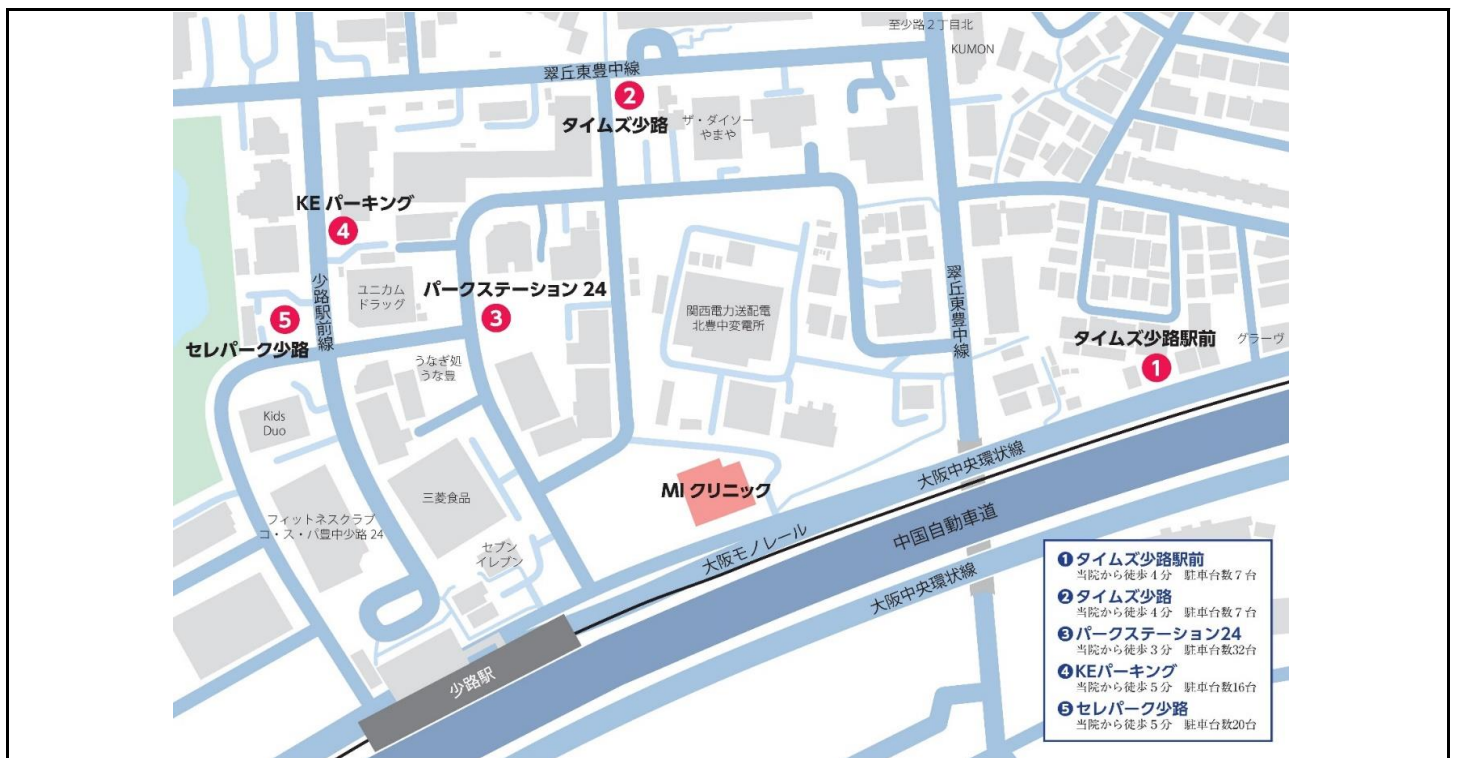 至少路２丁目北
KUMON
翠丘東豊中線
❷
タイムズ少路
ザ・ダイソー
やまや
KE パーキング
❹
少路駅前線
ユニカム
ドラッグ
パークステーション 24
❸
関西電力送配電
北豊中変電所
翠丘東豊中線
❺
セレパーク少路
うなぎ処
うな豊
タイムズ少路駅前
❶
グラーヴ
Kids
Duo
三菱食品
MI クリニック
大阪中央環状線
フィットネスクラブ
コ・ス・パ豊中少路 24
セブン
イレブン
大阪モノレール
中国自動車道
大阪中央環状線
少路駅
❶タイムズ少路駅前
当院から徒歩４分　駐車台数７台
❷タイムズ少路
当院から徒歩４分　駐車台数７台
❸パークステーション24
当院から徒歩３分　駐車台数32台
❹KEパーキング
当院から徒歩５分　駐車台数16台
❺セレパーク少路
当院から徒歩５分　駐車台数20台